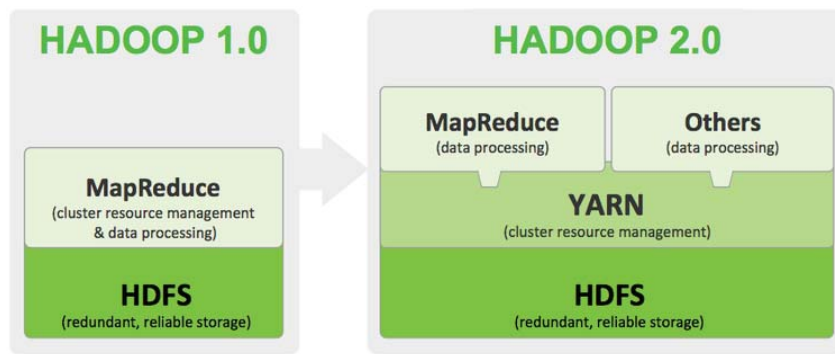 HADOOP 1.0
MapReduce
(cluster resource management
& data processing)
HDFS
(redundant, reliable storage)
HADOOP 2.0
MapReduce
(data processing)
Others
(data processing)
YARN
(cluster resource management)
HDFS
(redundant, reliable storage)